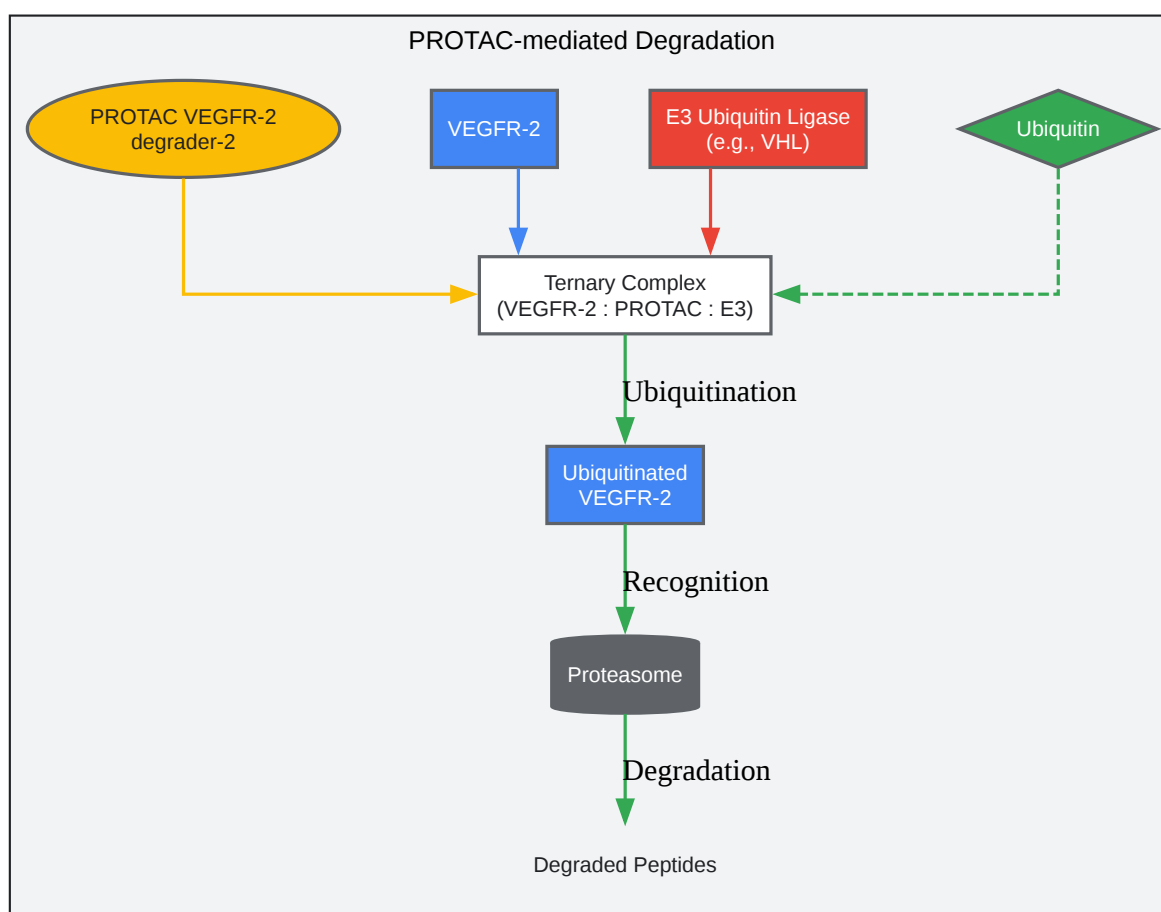 PROTAC-mediated Degradation
PROTAC VEGFR-2
degrader-2
VEGFR-2
E3 Ubiquitin Ligase
(e.g., VHL)
Ubiquitin
Ternary Complex
(VEGFR-2 : PROTAC : E3)
Ubiquitination
Ubiquitinated
VEGFR-2
Recognition
Proteasome
Degradation
Degraded Peptides